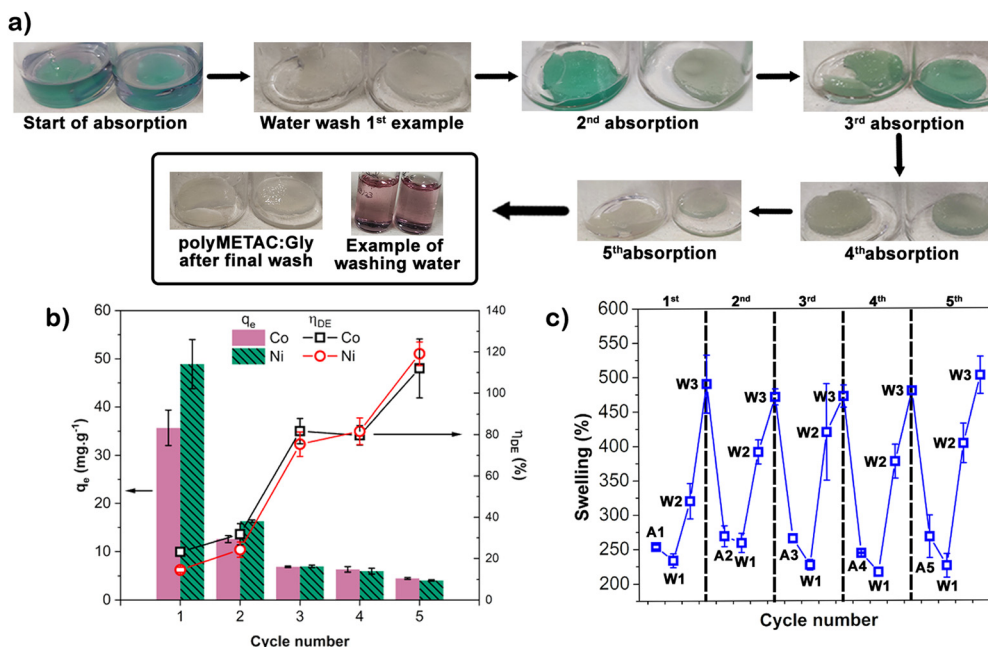 a)
Start of absorption
Water wash 1st example
2nd absorption
3rd absorption
polyMETAC:Gly
after final wash
Example of
washing water
5thabsorption
4thabsorption
b)
qe ηDE
Co Co
Ni Ni
60
50
40
30
20
10
0
qe (mg.g-1)
140
120
100
80
60
40
20
0
ηDE (%)
1 2 3 4 5
Cycle number
c)
1st 2nd 3rd 4th 5th
550
500
450
400
350
300
250
200
Swelling (%)
A1 W1 W2 W3
A2 W1 W2 W3
A3 W1 W2 W3
A4 W1 W2 W3
A5 W1 W2 W3
Cycle number